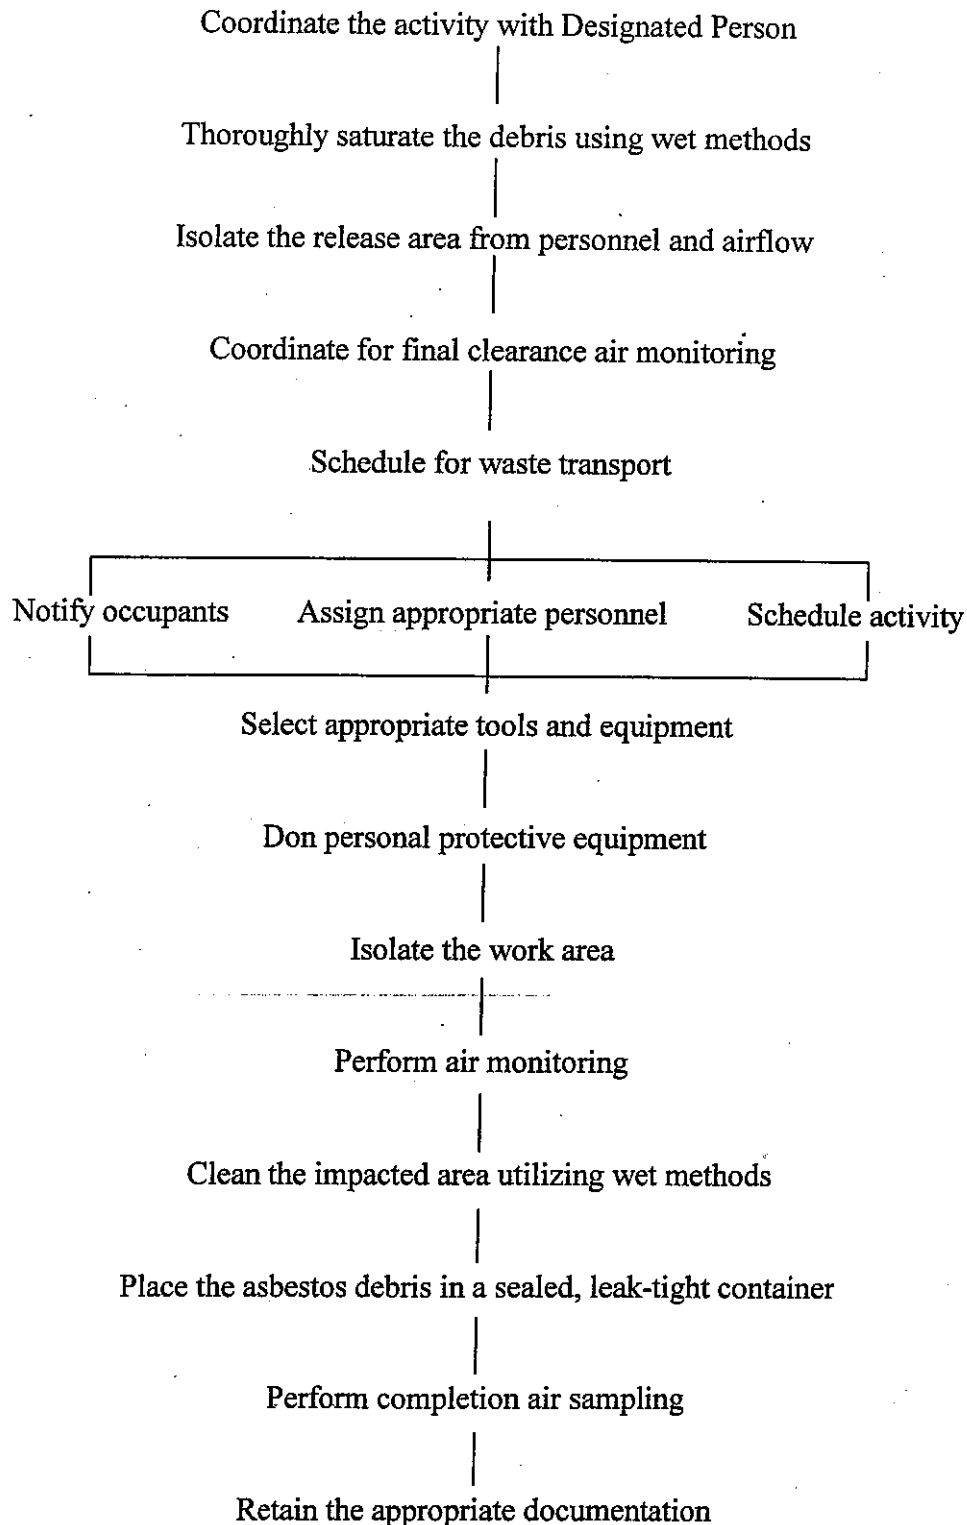 Coordinate the activity with Designated Person
Thoroughly saturate the debris using wet methods
Isolate the release area from personnel and airflow
Coordinate for final clearance air monitoring
Schedule for waste transport
Notify occupants
Assign appropriate personnel
Schedule activity
Select appropriate tools and equipment
Don personal protective equipment
Isolate the work area
Perform air monitoring
Clean the impacted area utilizing wet methods
Place the asbestos debris in a sealed, leak-tight container
Perform completion air sampling
Retain the appropriate documentation